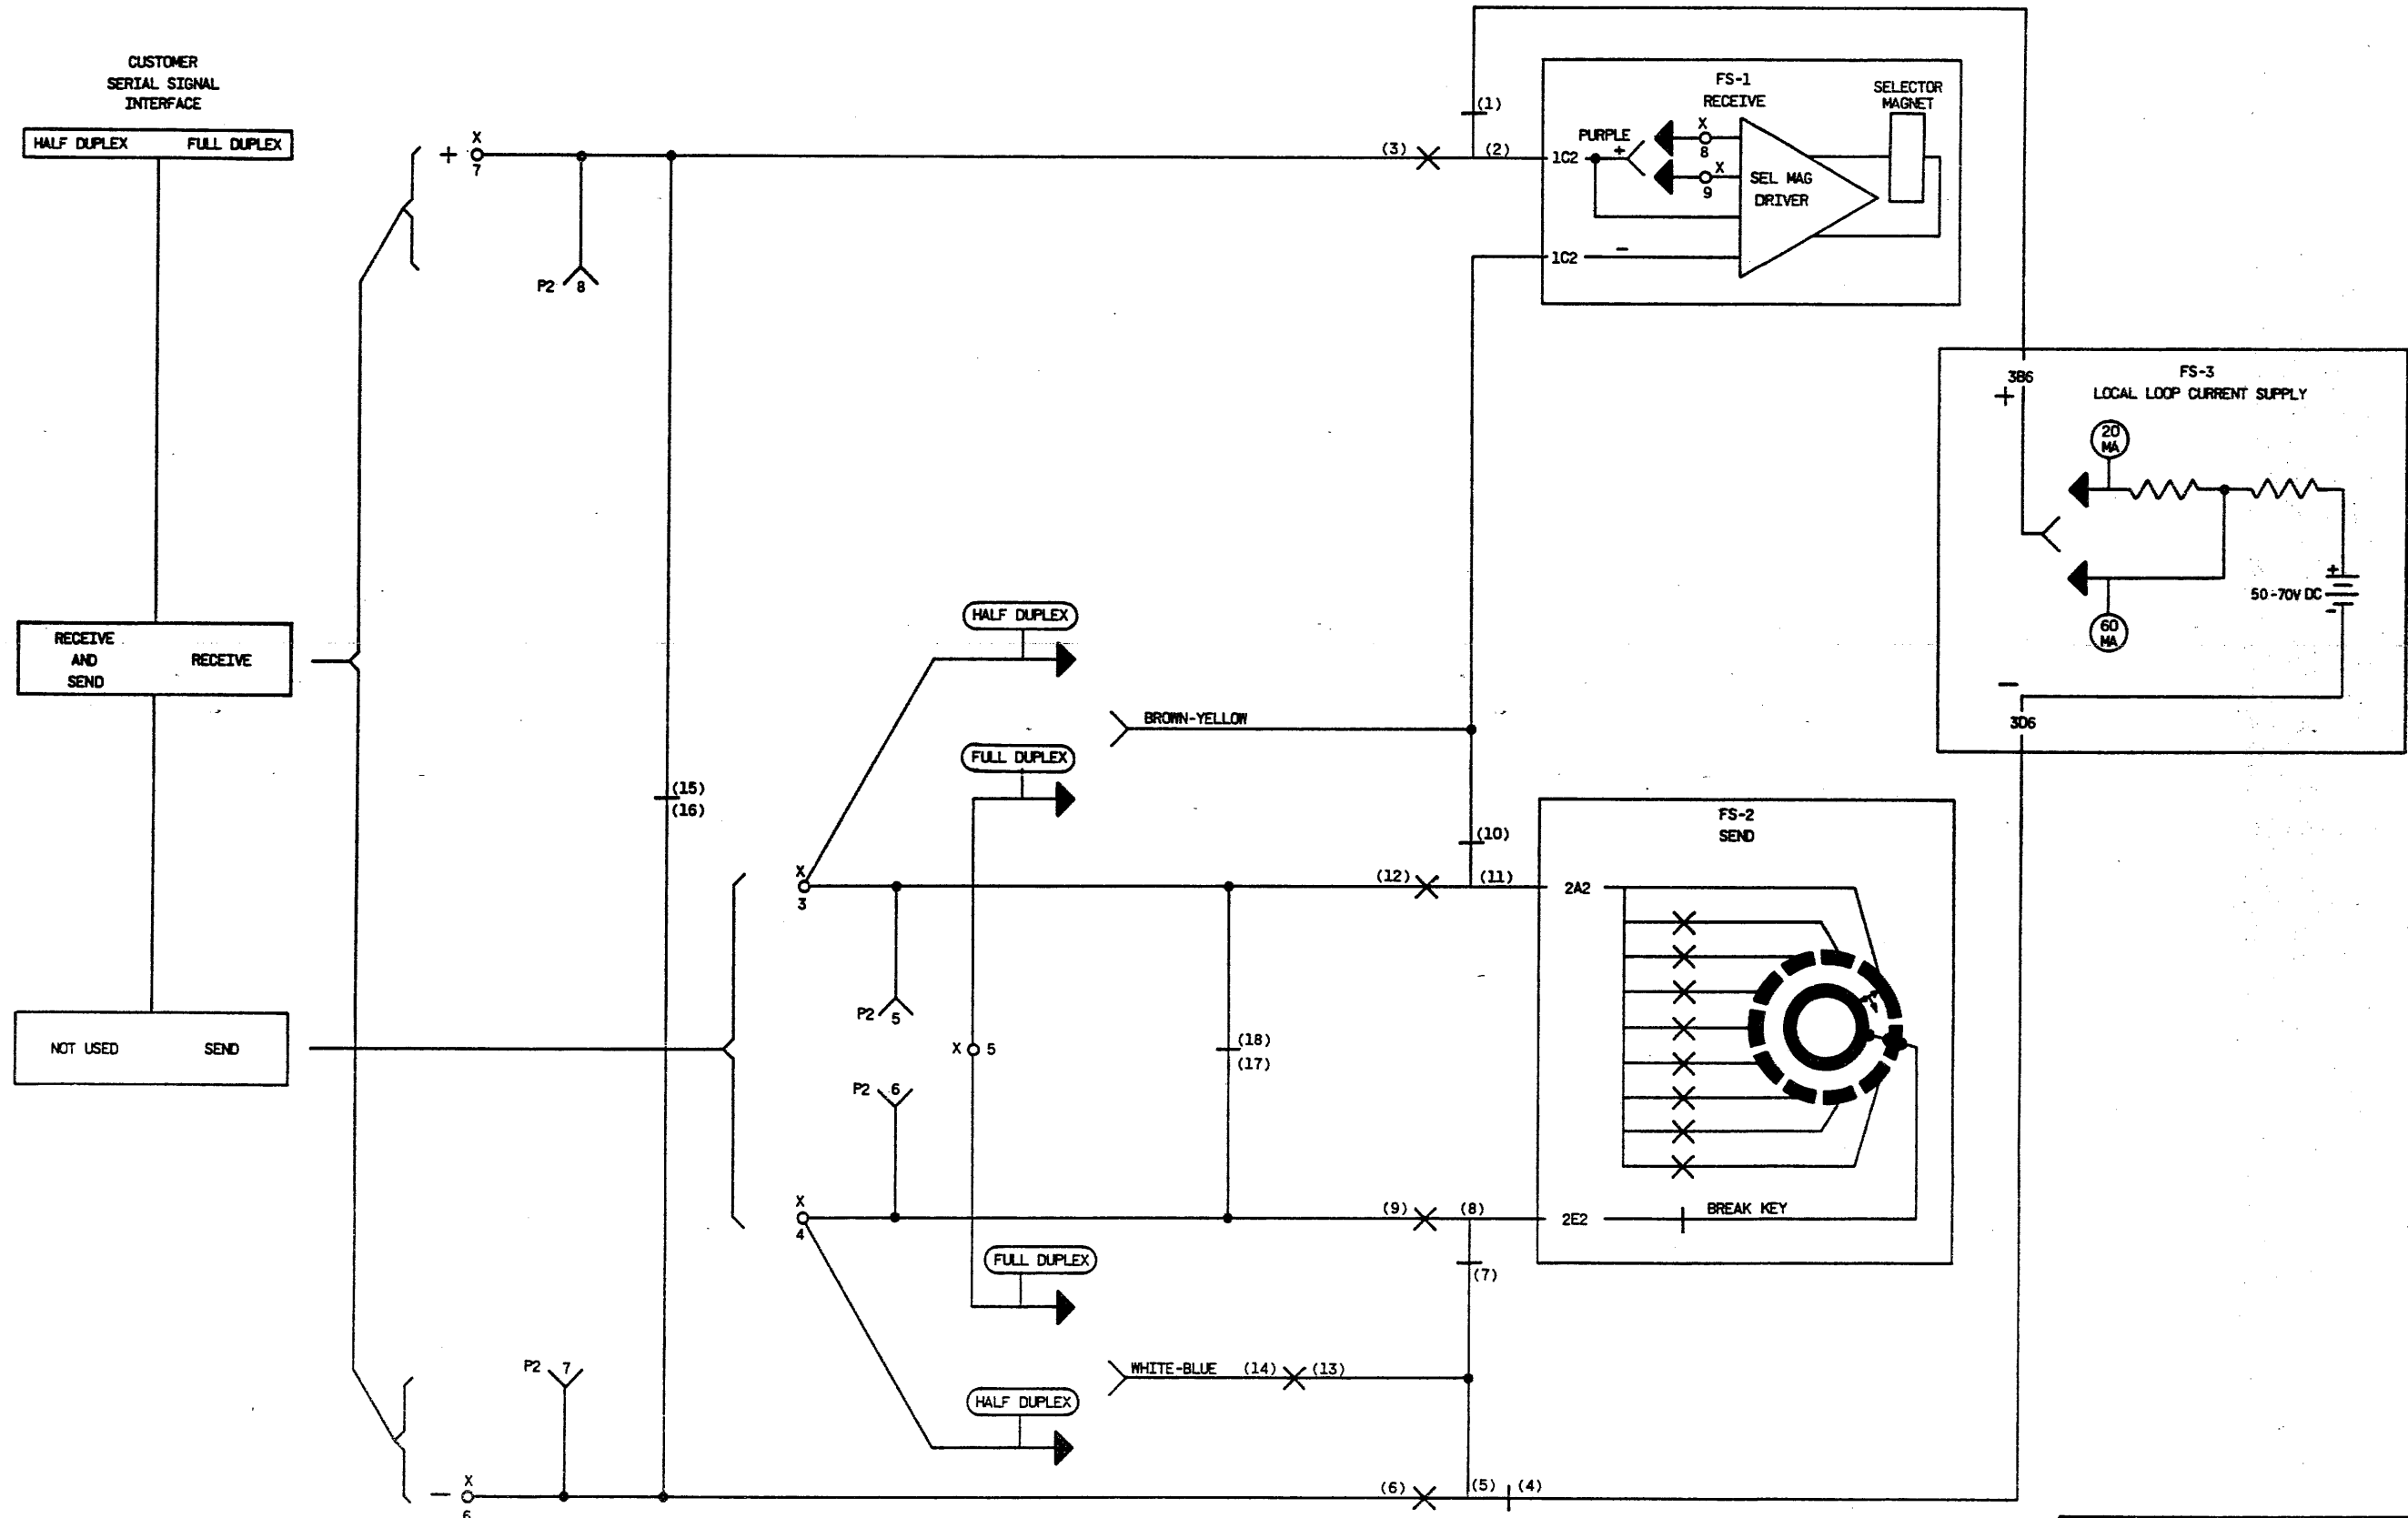 CUSTOMER
SERIAL SIGNAL
INTERFACE
HALF DUPLEX FULL DUPLEX
+ X
7
P2 8
(3) (2)
(1)
FS-1
RECEIVE
SELECTOR
MAGNET
PURPLE
1C2 +
X
8
X
9
SEL MAG
DRIVER
1C2 -
FS-3
LOCAL LOOP CURRENT SUPPLY
3B6
+
20
MA
50-70V DC
+
-
60
MA
-
3D6
RECEIVE
AND
SEND
RECEIVE
HALF DUPLEX
BROWN-YELLOW
FULL DUPLEX
(15)
(16)
(10)
X
3
(12) (11)
FS-2
SEND
2A2
P2 5
NOT USED SEND
X 5
(18)
(17)
P2 6
X
4
(9) (8)
2E2 BREAK KEY
FULL DUPLEX
(7)
P2 7
WHITE-BLUE (14) (13)
HALF DUPLEX
- X
6
(6) (5) (4)